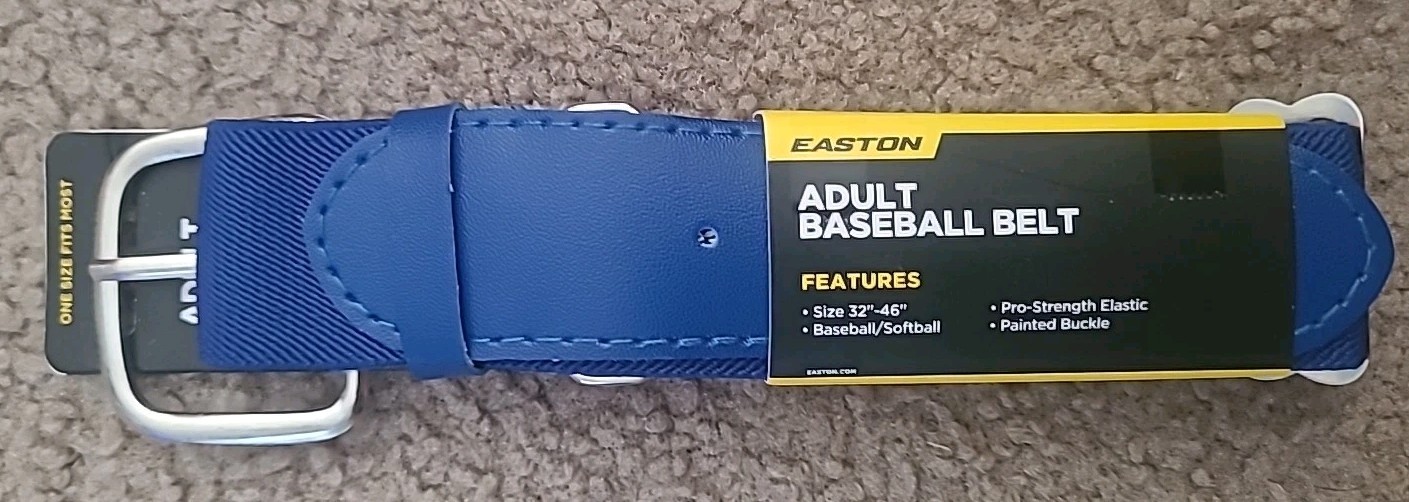 ONE SIZE FITS MOST
ADULT
EASTON
ADULT
BASEBALL BELT
FEATURES
• Size 32"-46"
• Baseball/Softball
• Pro-Strength Elastic
• Painted Buckle
EASTON.COM